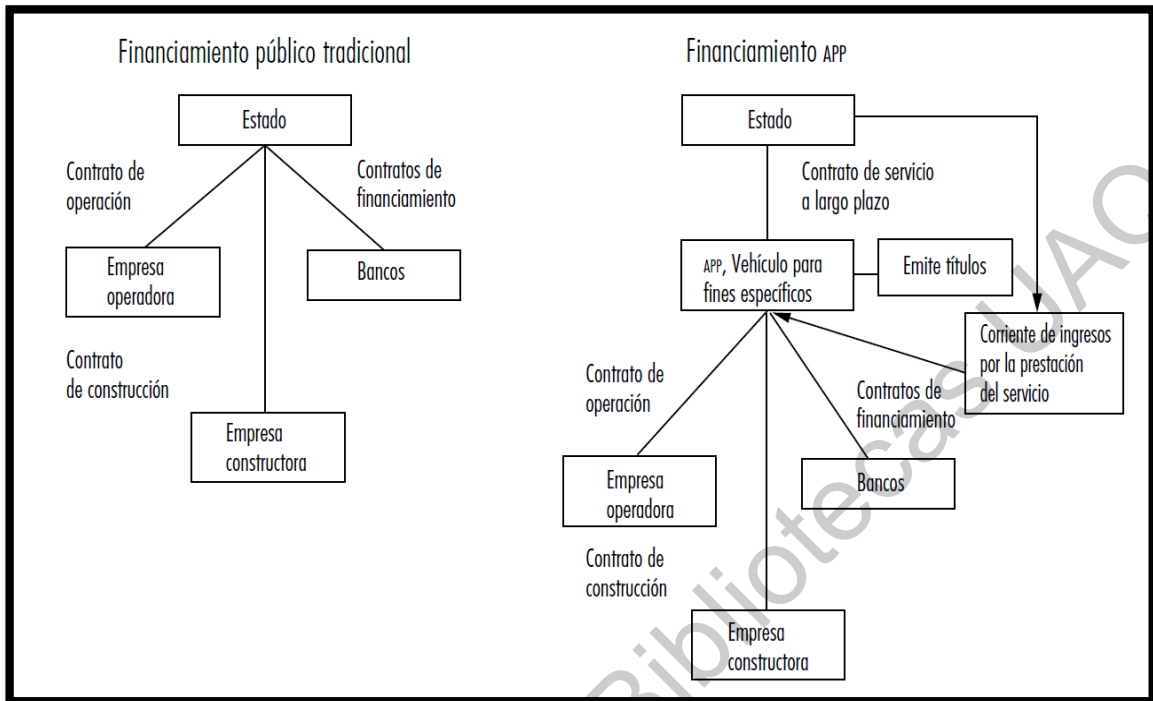 Financiamiento público tradicional
Estado
Contrato de
operación
Contratos de
financiamiento
Empresa
operadora
Bancos
Contrato
de construcción
Empresa
constructora
Financiamiento APP
Estado
Contrato de servicio
a largo plazo
APP, Vehículo para
fines específicos
Emite títulos
Corriente de ingresos
por la prestación
del servicio
Contrato de
operación
Contratos de
financiamiento
Empresa
operadora
Bancos
Contrato de
construcción
Empresa
constructora
Bibliotecas UAQ